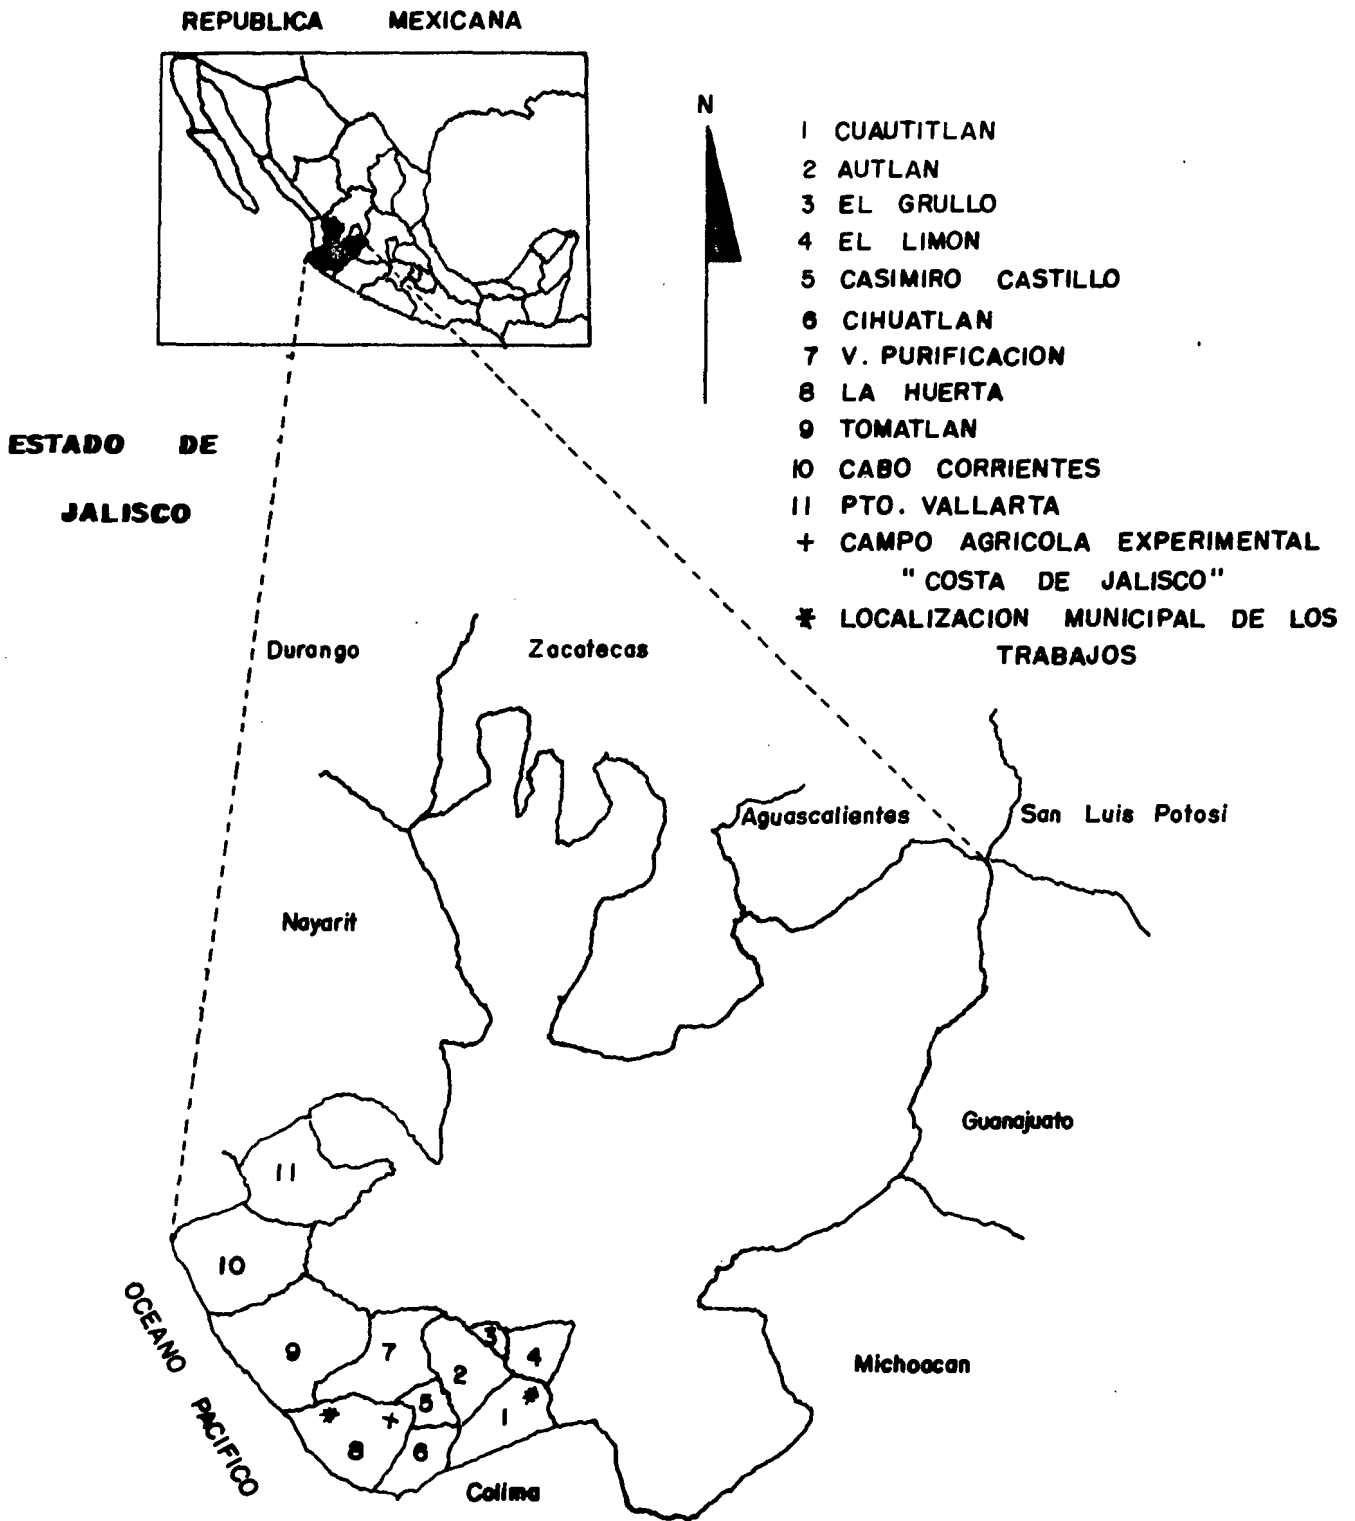 REPUBLICA MEXICANA
N
1 CUAUTITLAN
2 AUTLAN
3 EL GRULLO
4 EL LIMON
5 CASIMIRO CASTILLO
6 CIHUATLAN
7 V. PURIFICACION
8 LA HUERTA
9 TOMATLAN
10 CABO CORRIENTES
11 PTO. VALLARTA
+ CAMPO AGRICOLA EXPERIMENTAL
"COSTA DE JALISCO"
* LOCALIZACION MUNICIPAL DE LOS
TRABAJOS
ESTADO DE
JALISCO
Durango
Zacatecas
Aguascalientes
San Luis Potosi
Nayarit
Guanajuato
11
10
9
7
3
4
2
5
1
*
*
+
8
6
Michoacan
OCEANO PACIFICO
Colima